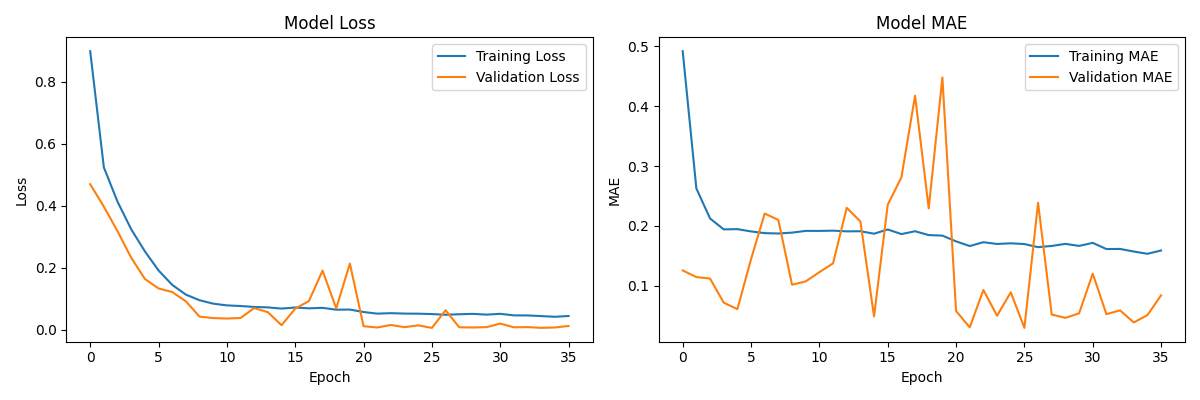 Model Loss
Training Loss
Validation Loss
Loss
0.8
0.6
0.4
0.2
0.0
0 5 10 15 20 25 30 35
Epoch
Model MAE
Training MAE
Validation MAE
MAE
0.5
0.4
0.3
0.2
0.1
0 5 10 15 20 25 30 35
Epoch